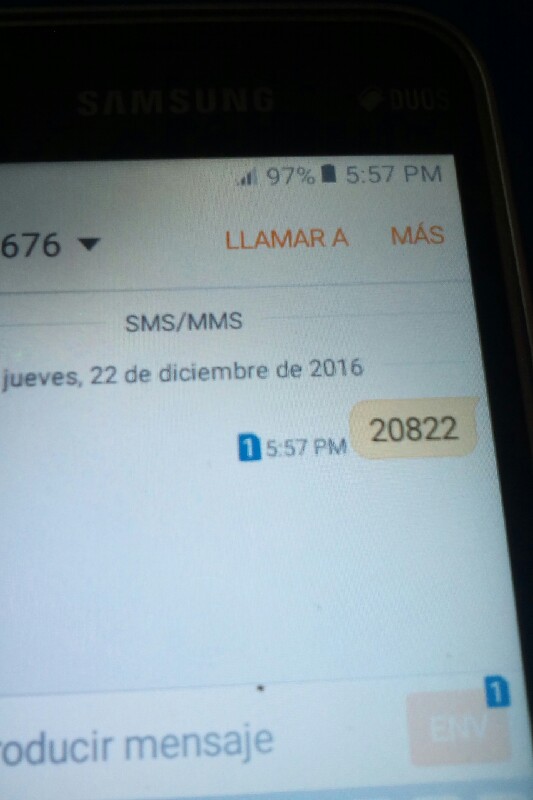 SAMSUNG DUOS
97% 5:57 PM
676 LLAMAR A MÁS
SMS/MMS
jueves, 22 de diciembre de 2016
1 5:57 PM 20822
1
roducir mensaje ENV